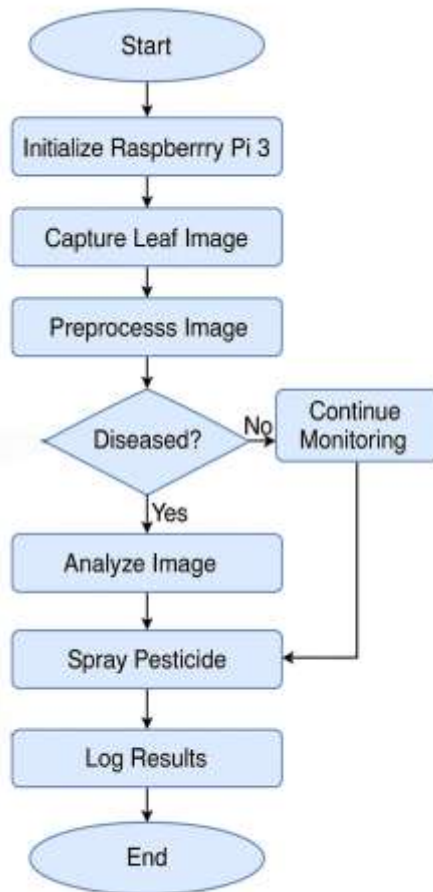 Start
Initialize Raspberrry Pi 3
Capture Leaf Image
Preprocesss Image
Diseased?
No
Continue
Monitoring
Yes
Analyze Image
Spray Pesticide
Log Results
End